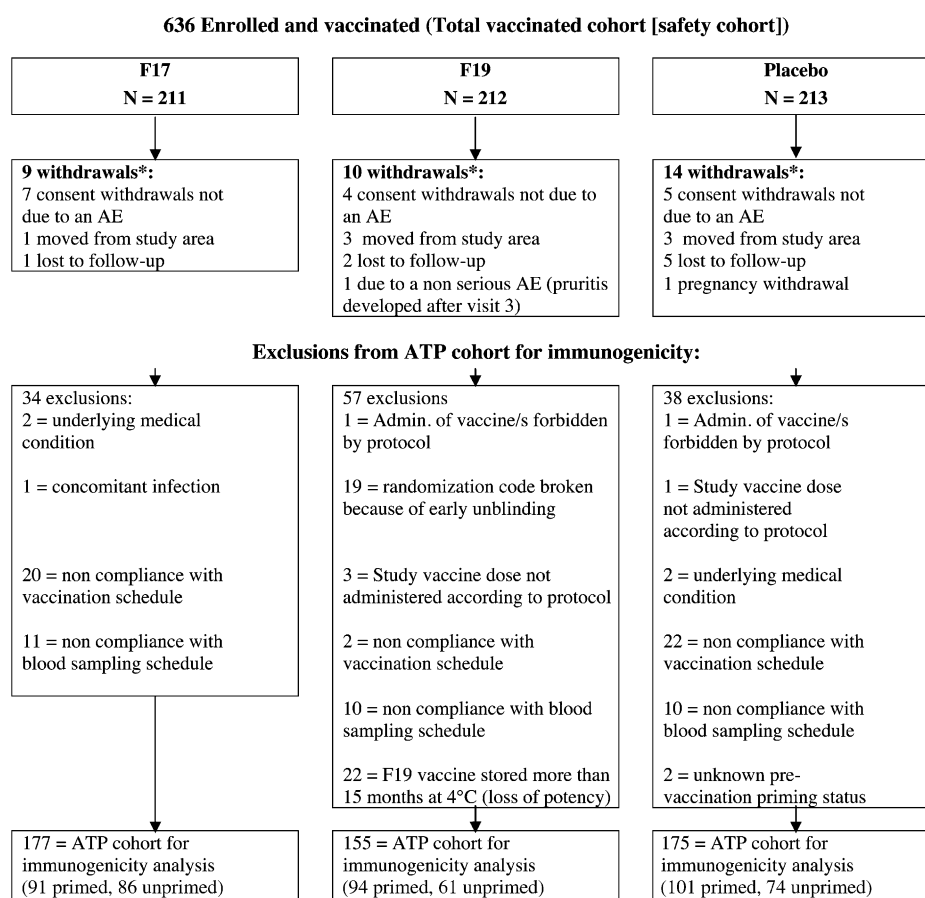 636 Enrolled and vaccinated (Total vaccinated cohort [safety cohort])
F17
N = 211
F19
N = 212
Placebo
N = 213
9 withdrawals*:
7 consent withdrawals not
due to an AE
1 moved from study area
1 lost to follow-up
10 withdrawals*:
4 consent withdrawals not due to
an AE
3 moved from study area
2 lost to follow-up
1 due to a non serious AE (pruritis
developed after visit 3)
14 withdrawals*:
5 consent withdrawals not
due to an AE
3 moved from study area
5 lost to follow-up
1 pregnancy withdrawal
Exclusions from ATP cohort for immunogenicity:
34 exclusions:
2 = underlying medical
condition
1 = concomitant infection
20 = non compliance with
vaccination schedule
11 = non compliance with
blood sampling schedule
57 exclusions
1 = Admin. of vaccine/s forbidden
by protocol
19 = randomization code broken
because of early unblinding
3 = Study vaccine dose not
administered according to protocol
2 = non compliance with
vaccination schedule
10 = non compliance with blood
sampling schedule
22 = F19 vaccine stored more than
15 months at 4°C (loss of potency)
38 exclusions:
1 = Admin. of vaccine/s
forbidden by protocol
1 = Study vaccine dose
not administered
according to protocol
2 = underlying medical
condition
22 = non compliance with
vaccination schedule
10 = non compliance with
blood sampling schedule
2 = unknown pre-
vaccination priming status
177 = ATP cohort for
immunogenicity analysis
(91 primed, 86 unprimed)
155 = ATP cohort for
immunogenicity analysis
(94 primed, 61 unprimed)
175 = ATP cohort for
immunogenicity analysis
(101 primed, 74 unprimed)